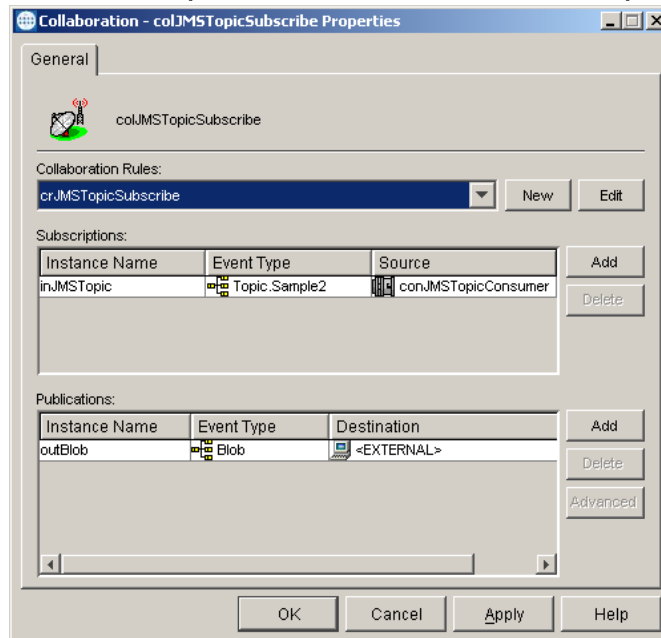 Collaboration - colJMSTopicSubscribe Properties
General
colJMSTopicSubscribe
Collaboration Rules:
crJMSTopicSubscribe New Edit
Subscriptions:
Instance Name Event Type Source Add
inJMSTopic Topic.Sample2 conJMSTopicConsumer
Delete
Publications:
Instance Name Event Type Destination Add
outBlob Blob <EXTERNAL>
Delete
Advanced
OK Cancel Apply Help